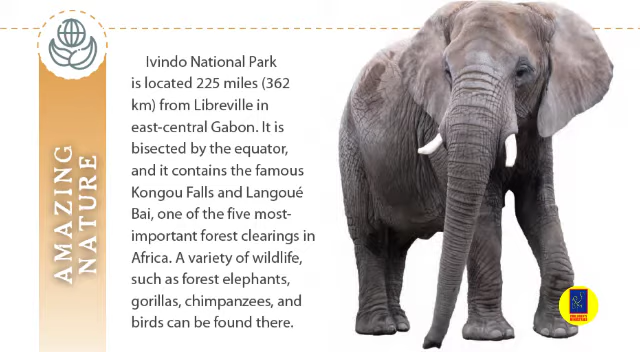 AMAZING
NATURE
Ivindo National Park
is located 225 miles (362
km) from Libreville in
east-central Gabon. It is
bisected by the equator,
and it contains the famous
Kongou Falls and Langoué
Bai, one of the five most-
important forest clearings in
Africa. A variety of wildlife,
such as forest elephants,
gorillas, chimpanzees, and
birds can be found there.